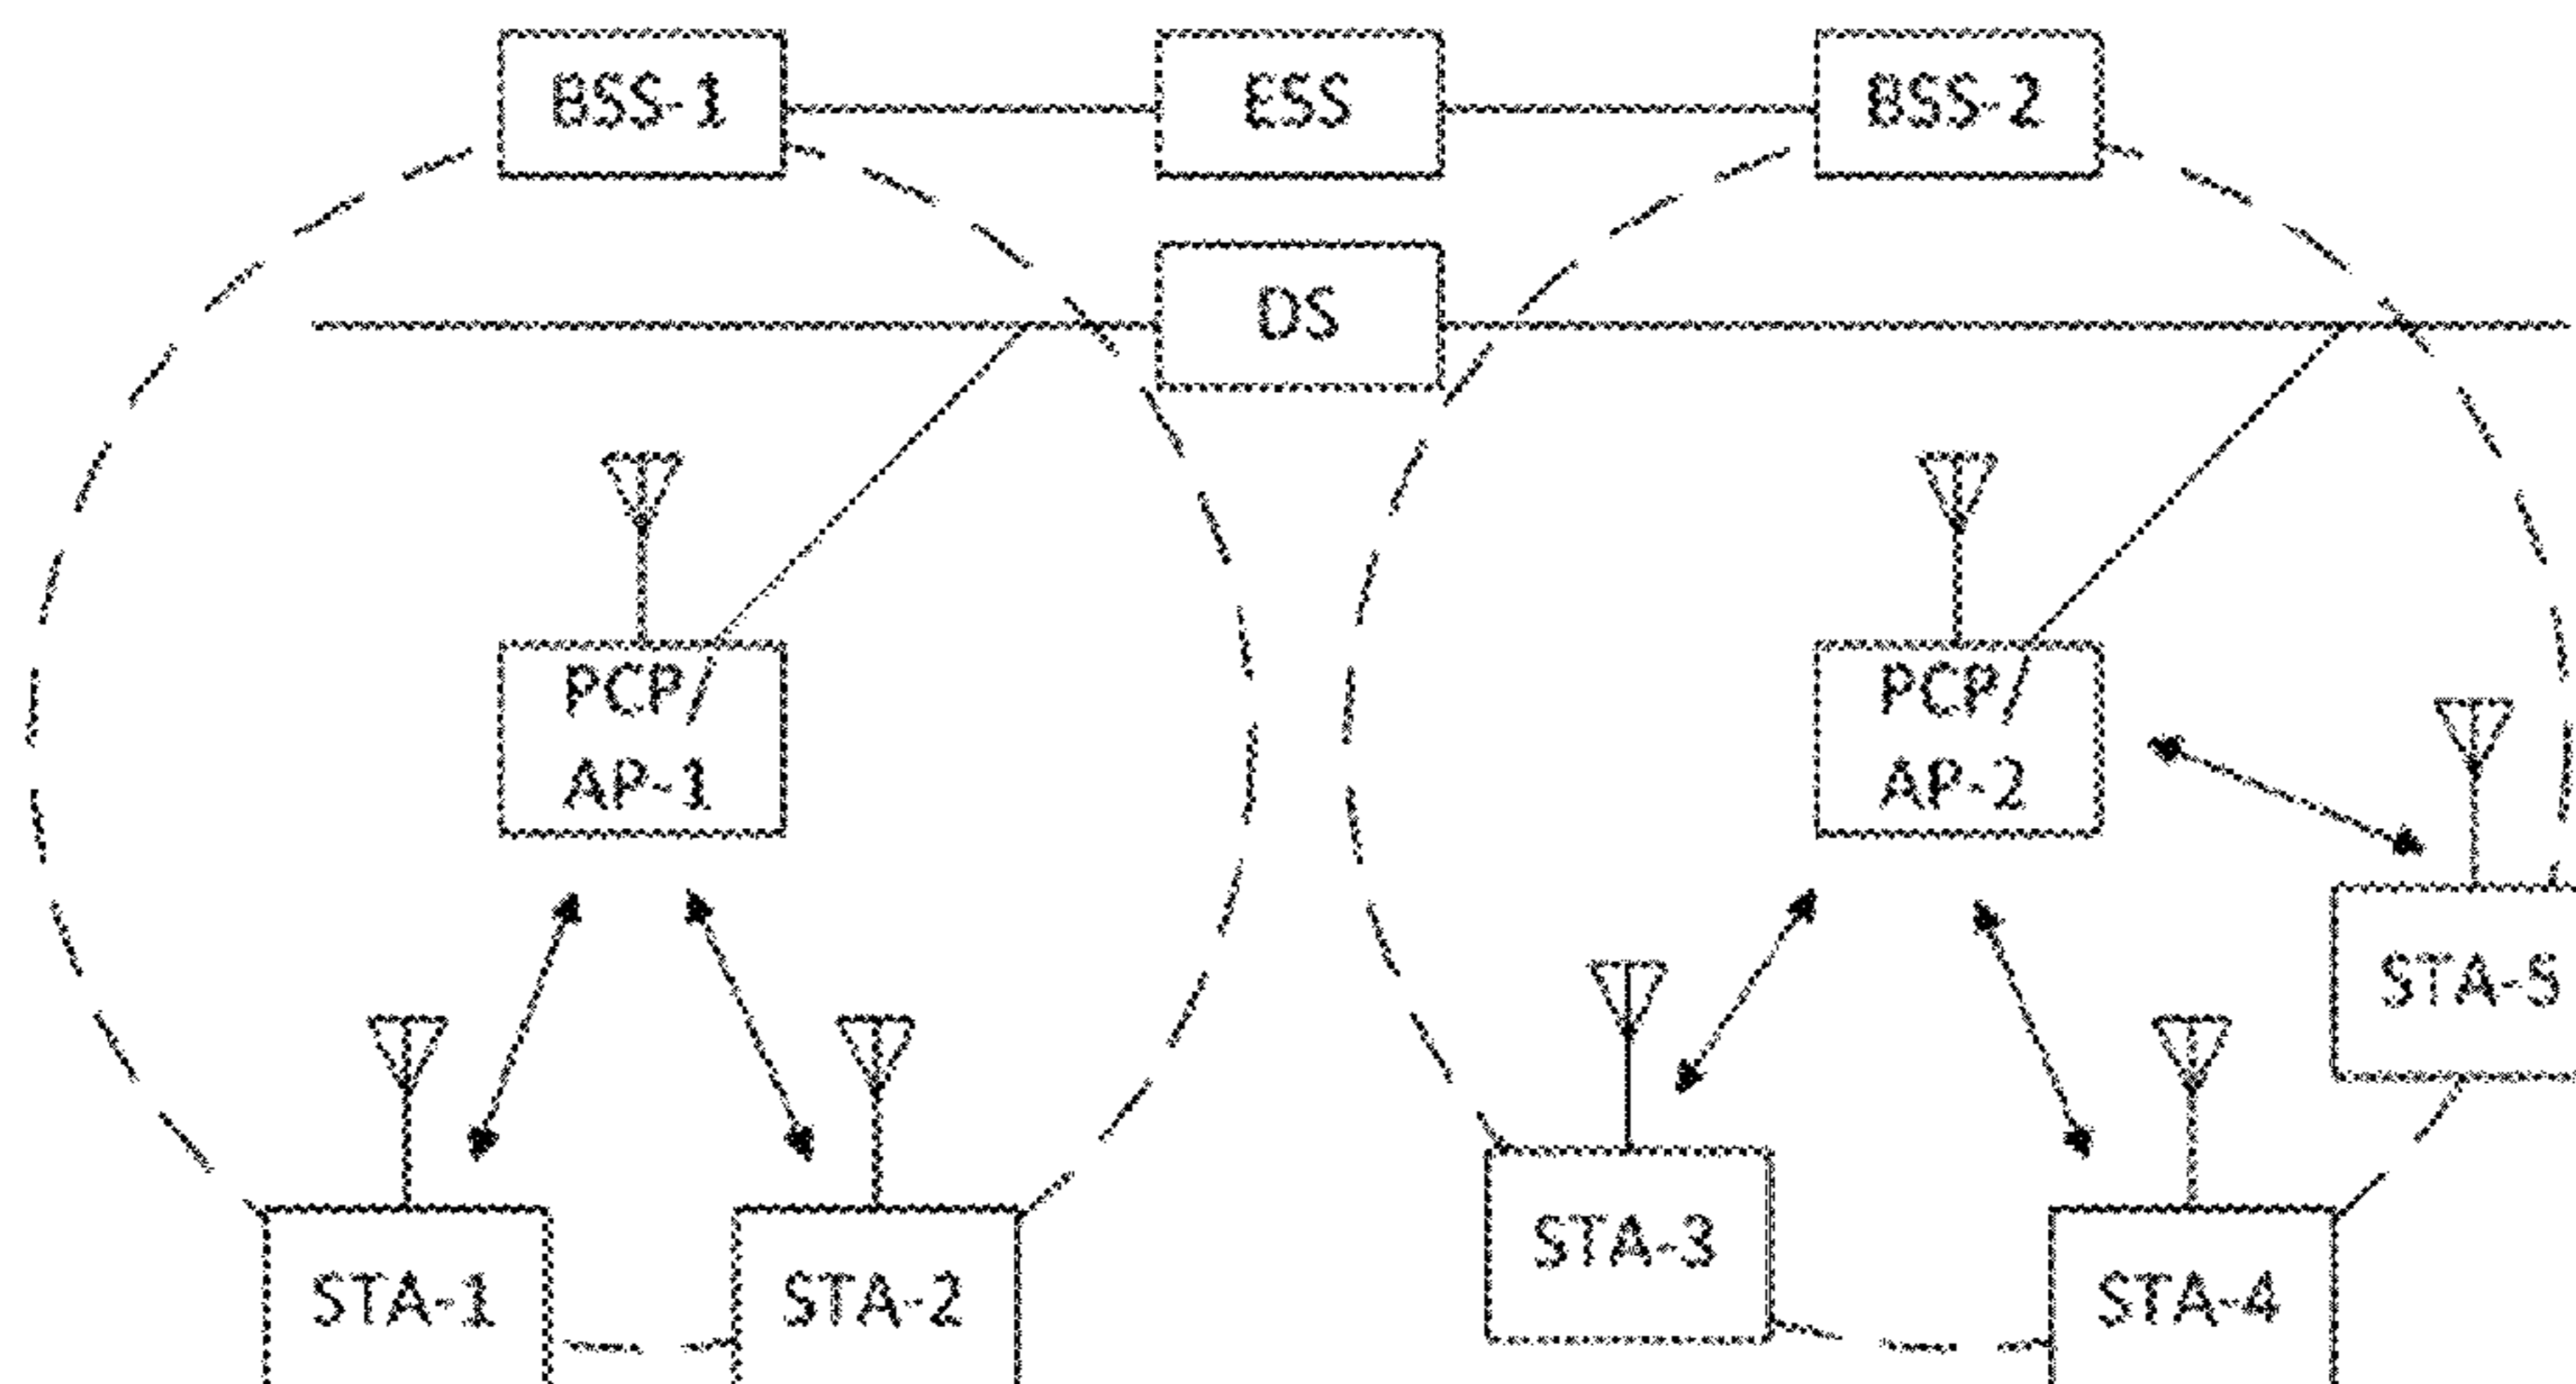 BSS-1
ESS
BSS-2
DS
PCP/
AP-1
PCP/
AP-2
STA-5
STA-3
STA-1
STA-2
STA-4